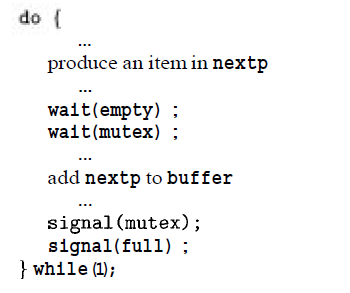 do {
...
produce an item in nextp
...
wait(empty) ;
wait(mutex) ;
...
add nextp to buffer
...
signal(mutex);
signal(full) ;
} while (1);